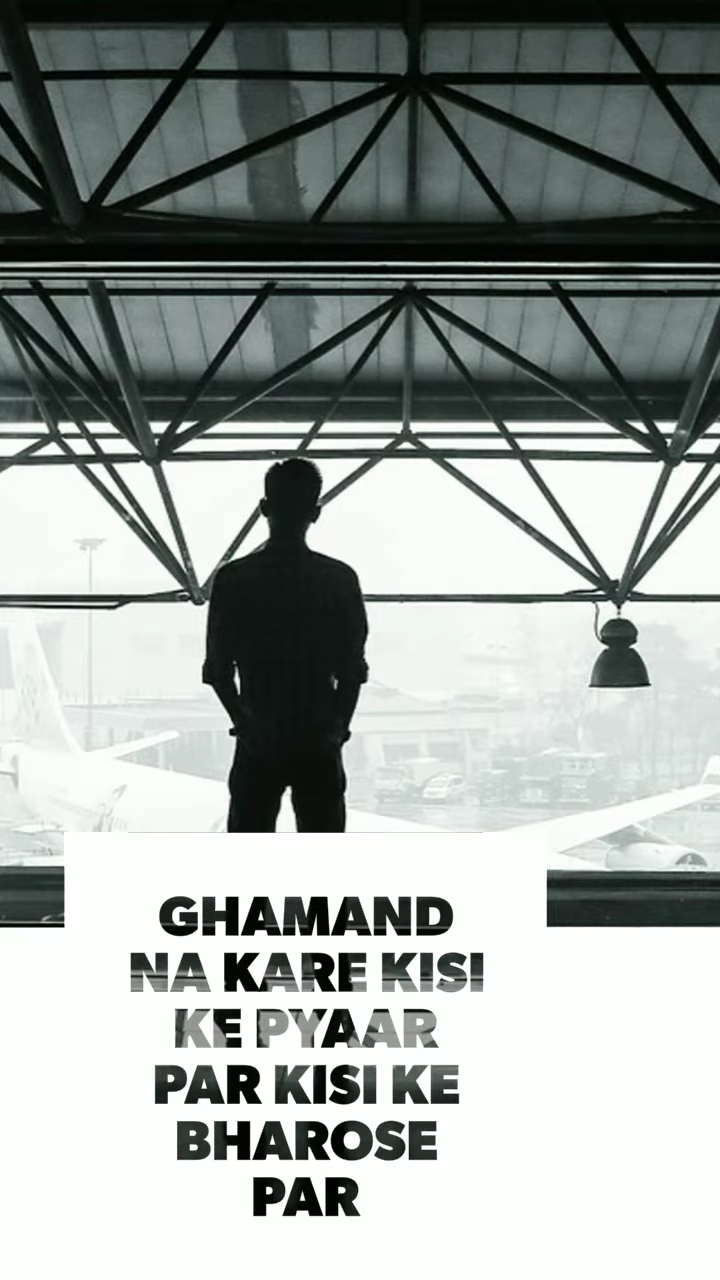 GHAMAND
NA KARE KISI
KE PYAAR
PAR KISI KE
BHAROSE
PAR